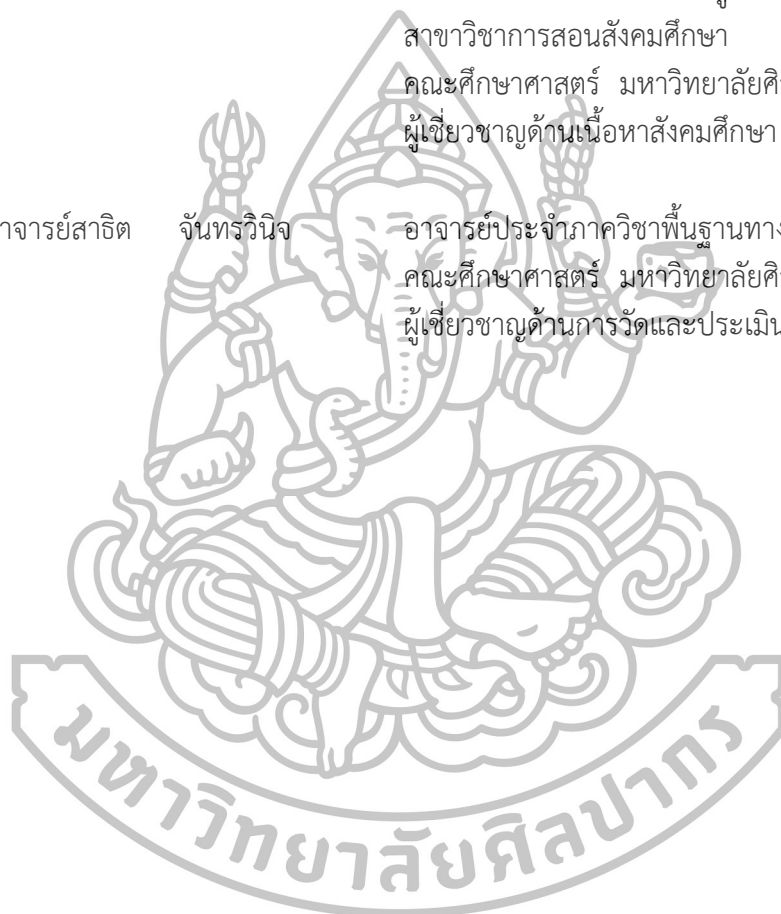 สาขาวิชาการสอนสังคมศึกษา
คณะศึกษาศาสตร์ มหาวิทยาลัยศิ
ผู้เชี่ยวชาญด้านเนื้อหาสังคมศึกษา
าจารย์สาธิต จันทรวินิจ อาจารย์ประจำภาควิชาพื้นฐานทาง
คณะศึกษาศาสตร์ มหาวิทยาลัยศิ
ผู้เชี่ยวชาญด้านการวัดและประเมิน
มหาวิทยาลัยศิลปากร